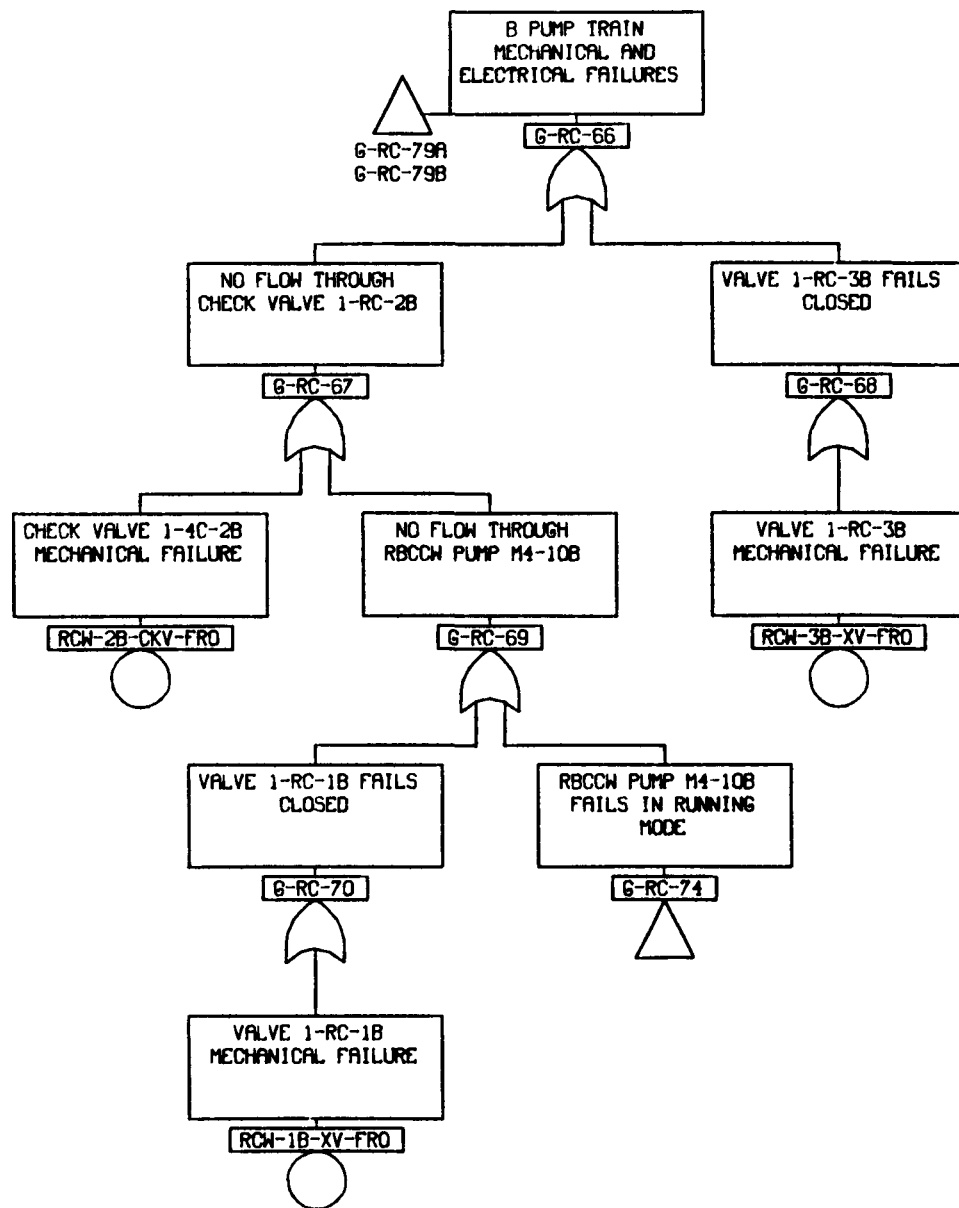 B PUMP TRAIN
MECHANICAL AND
ELECTRICAL FAILURES
G-RC-66
G-RC-79A
G-RC-79B
NO FLOW THROUGH
CHECK VALVE 1-RC-2B
G-RC-67
VALVE 1-RC-3B FAILS
CLOSED
G-RC-68
CHECK VALVE 1-4C-2B
MECHANICAL FAILURE
RCW-2B-CKV-FRO
NO FLOW THROUGH
RBCCW PUMP M4-10B
G-RC-69
VALVE 1-RC-3B
MECHANICAL FAILURE
RCW-3B-XV-FRO
VALVE 1-RC-1B FAILS
CLOSED
G-RC-70
RBCCW PUMP M4-10B
FAILS IN RUNNING
MODE
G-RC-74
VALVE 1-RC-1B
MECHANICAL FAILURE
RCW-1B-XV-FRO